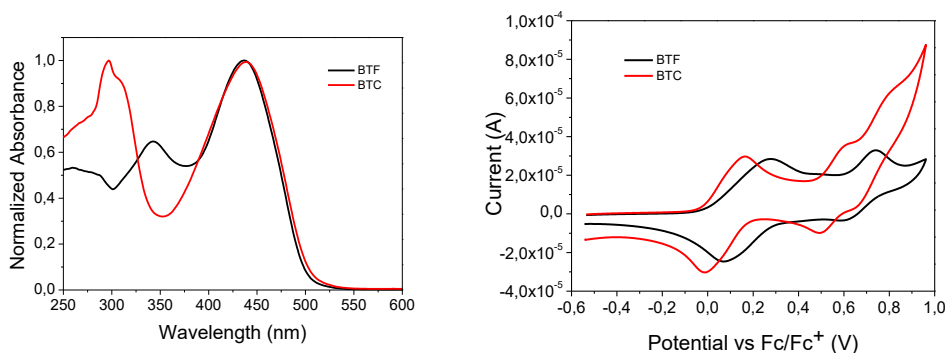 1,0
0,8
0,6
0,4
0,2
0,0
Normalized Absorbance
BTF
BTC
250 300 350 400 450 500 550 600
Wavelength (nm)
1,0x10⁻⁴
8,0x10⁻⁵
6,0x10⁻⁵
4,0x10⁻⁵
2,0x10⁻⁵
0,0
-2,0x10⁻⁵
-4,0x10⁻⁵
Current (A)
BTF
BTC
-0,6 -0,4 -0,2 0,0 0,2 0,4 0,6 0,8 1,0
Potential vs Fc/Fc⁺ (V)